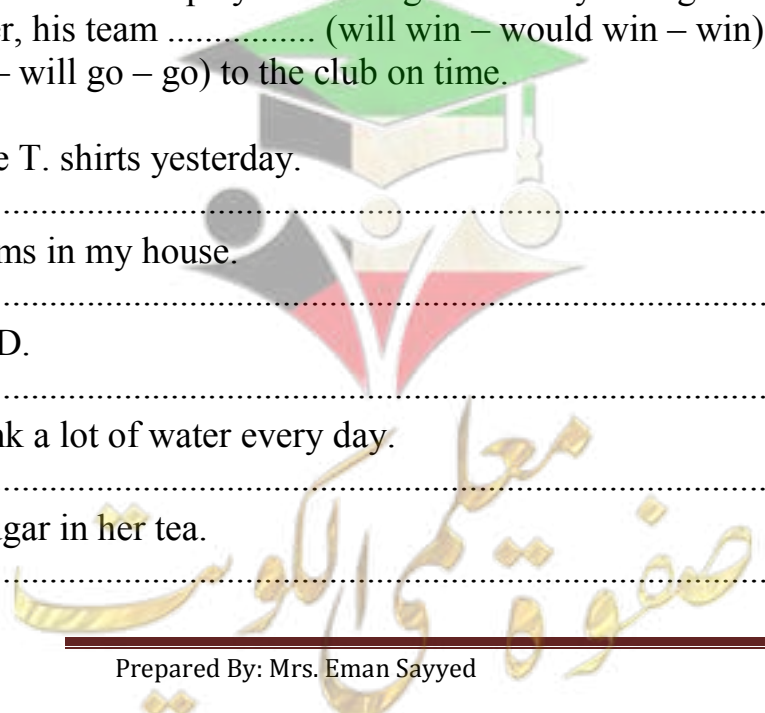 er, his team ................ (will win – would win – win)
– will go – go) to the club on time.
e T. shirts yesterday.
ms in my house.
D.
nk a lot of water every day.
gar in her tea.
صفوة معلمى الكويت
Prepared By: Mrs. Eman Sayyed